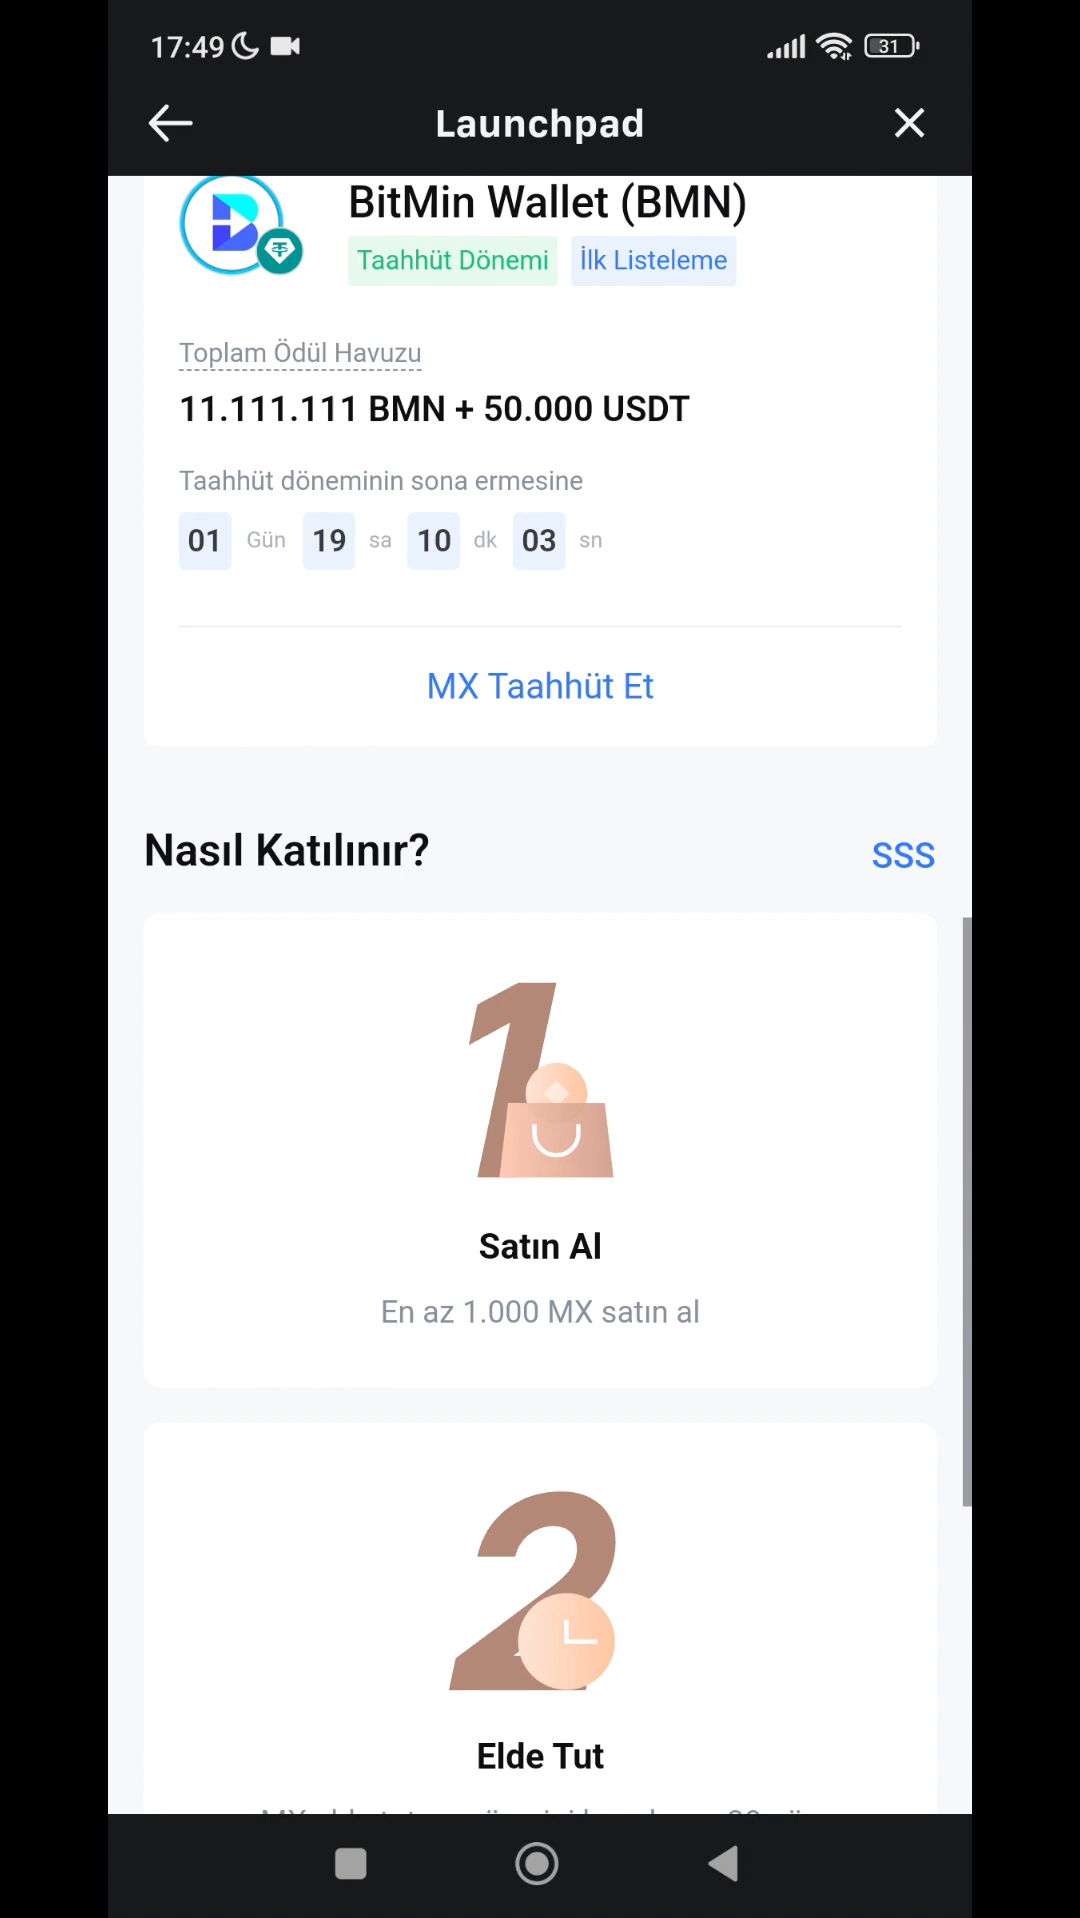 17:49
31
Launchpad
BitMin Wallet (BMN)
Taahhüt Dönemi İlk Listeleme
Toplam Ödül Havuzu
11.111.111 BMN + 50.000 USDT
Taahhüt döneminin sona ermesine
01 Gün 19 sa 10 dk 03 sn
MX Taahhüt Et
Nasıl Katılınır?
SSS
1
Satın Al
En az 1.000 MX satın al
2
Elde Tut